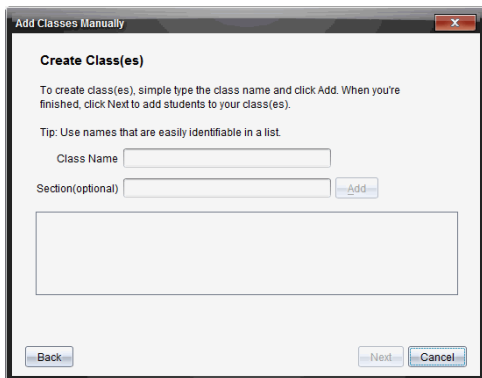 Add Classes Manually
Create Class(es)
To create class(es), simple type the class name and click Add. When you're
finished, click Next to add students to your class(es).
Tip: Use names that are easily identifiable in a list.
Class Name
Section(optional) Add
Back Next Cancel